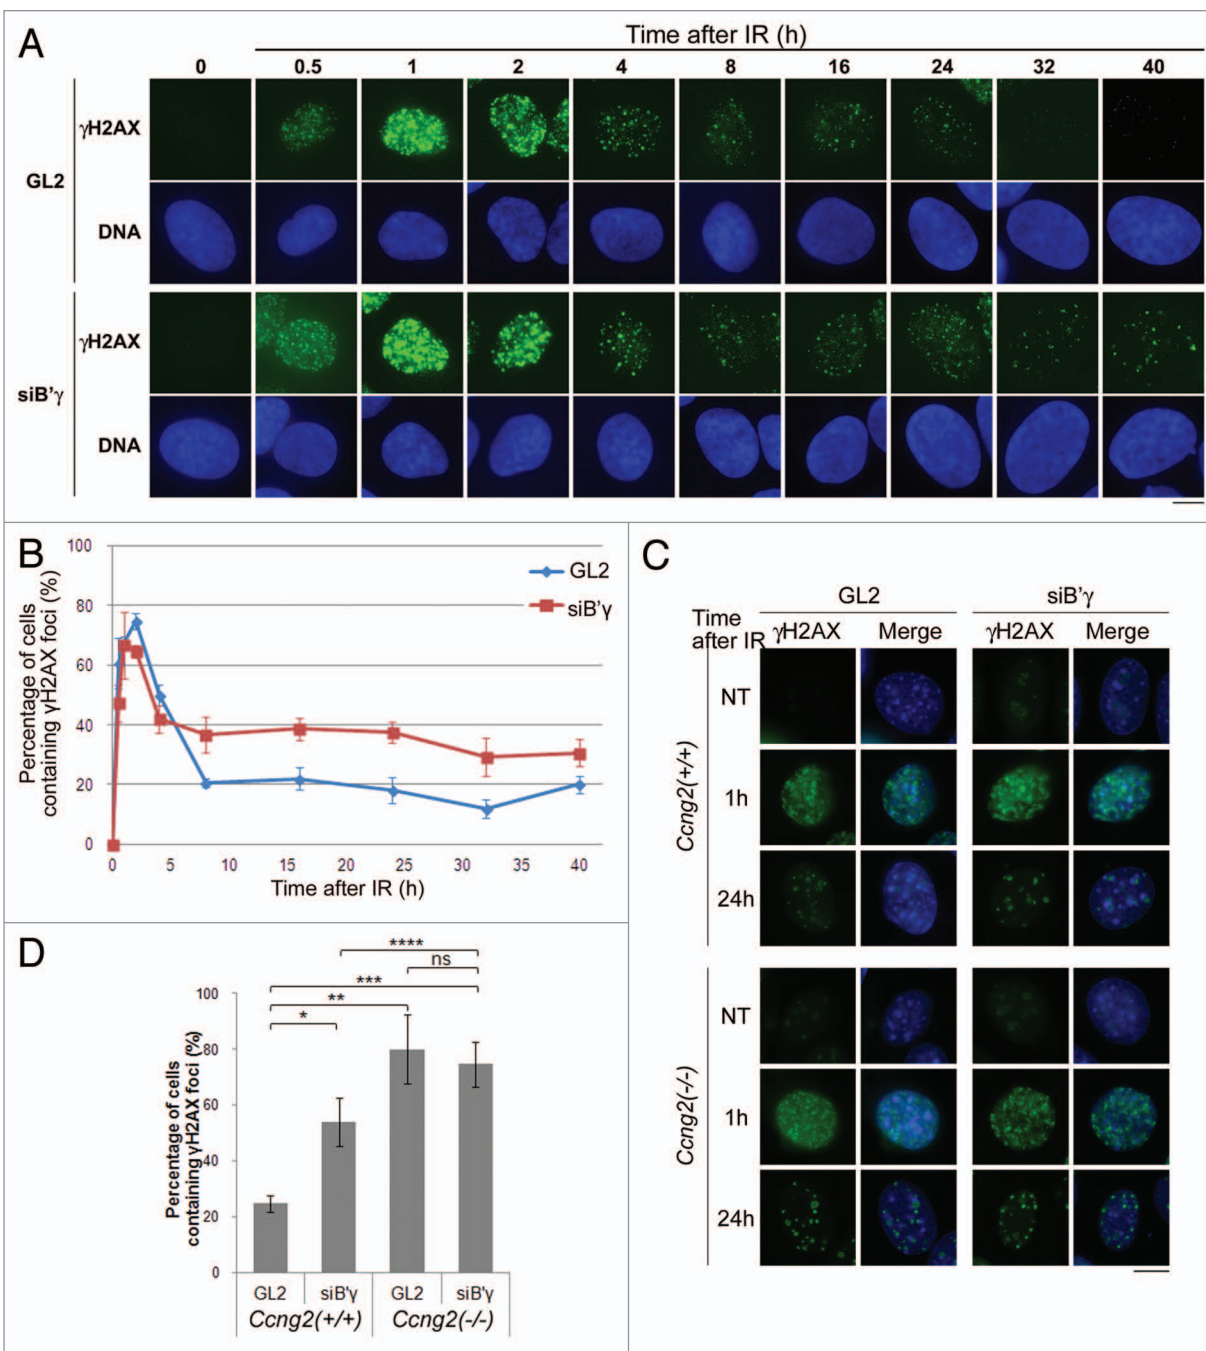 A
Time after IR (h)
0 0.5 1 2 4 8 16 24 32 40
γH2AX
GL2
DNA
γH2AX
siB'γ
DNA
B
Percentage of cells
containing γH2AX foci (%)
100
80
60
40
20
0
GL2
siB'γ
0 5 10 15 20 25 30 35 40
Time after IR (h)
C
GL2 siB'γ
Time
after IR
γH2AX Merge γH2AX Merge
NT
Ccng2(+/+)
1h
24h
NT
Ccng2(-/-)
1h
24h
D
****
ns
***
**
*
Percentage of cells
containing γH2AX foci (%)
100
80
60
40
20
0
GL2 siB'γ GL2 siB'γ
Ccng2(+/+) Ccng2(-/-)